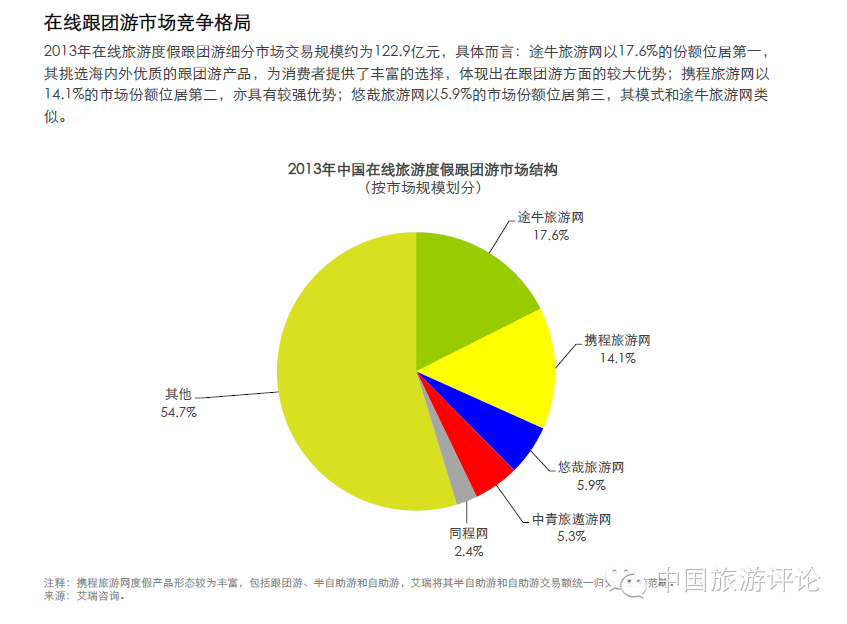 在线跟团游市场竞争格局
2013年在线旅游度假跟团游细分市场交易规模约为122.9亿元，具体而言：途牛旅游网以17.6%的份额位居第一，
其挑选海内外优质的跟团游产品，为消费者提供了丰富的选择，体现出在跟团游方面的较大优势；携程旅游网以
14.1%的市场份额位居第二，亦具有较强优势；悠哉旅游网以5.9%的市场份额位居第三，其模式和途牛旅游网类
似。
2013年中国在线旅游度假跟团游市场结构
（按市场规模划分）
途牛旅游网
17.6%
携程旅游网
14.1%
其他
54.7%
悠哉旅游网
5.9%
中青旅遨游网
5.3%
同程网
2.4%
注释：携程旅游网度假产品形态较为丰富，包括跟团游、半自助游和自助游，艾瑞将其半自助游和自助游交易额统一归
来源：艾瑞咨询。
中国旅游评论